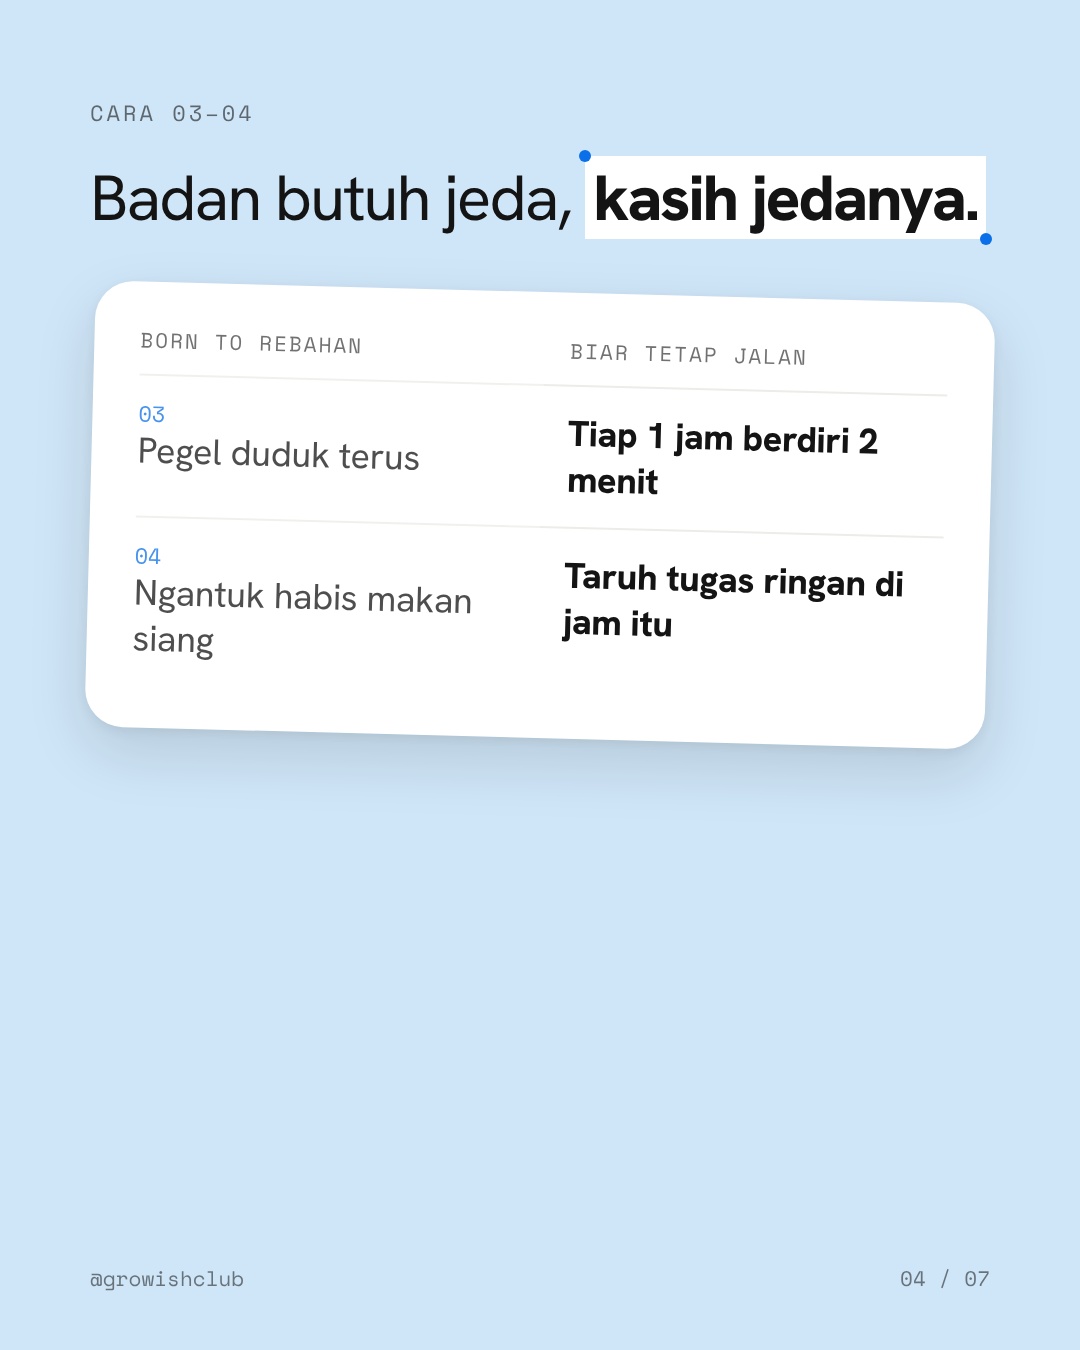 CARA 03–04
Badan butuh jeda, kasih jedanya.
BORN TO REBAHAN
BIAR TETAP JALAN
03
Pegel duduk terus
Tiap 1 jam berdiri 2
menit
04
Ngantuk habis makan
siang
Taruh tugas ringan di
jam itu
@growishclub
04 / 07